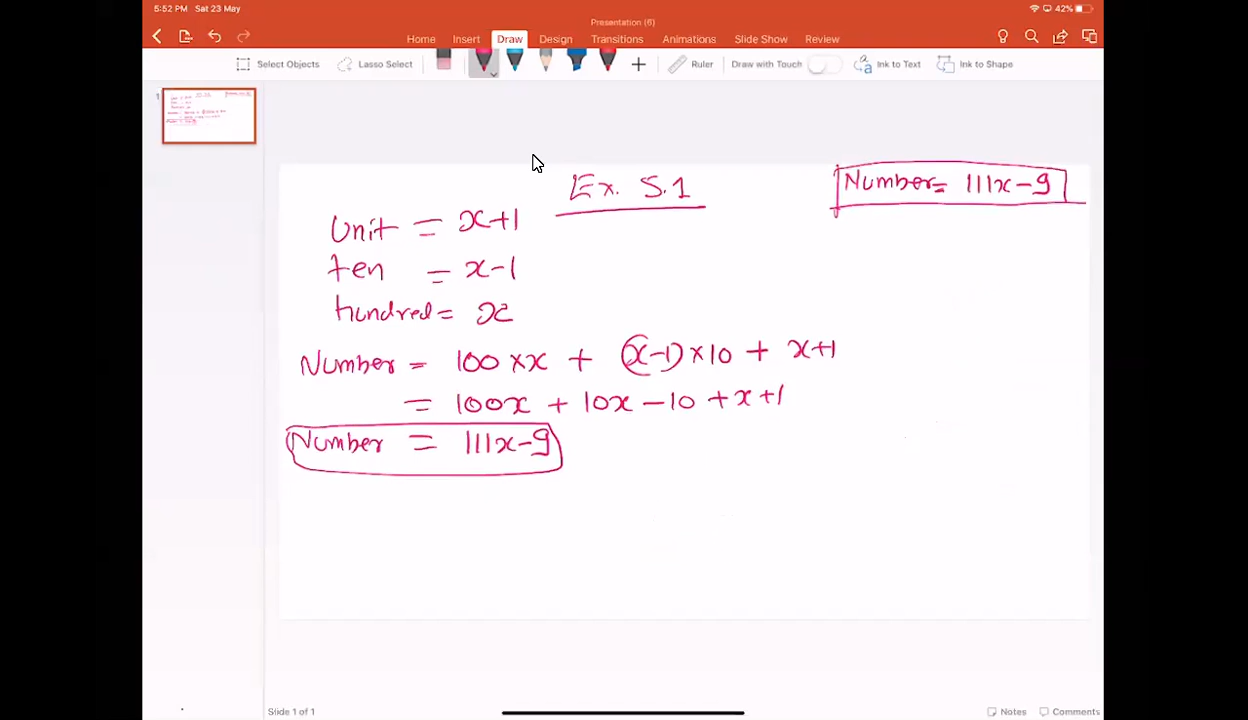 5:52 PM Sat 23 May
42%
Presentation (6)
Home Insert Draw Design Transitions Animations Slide Show Review
Select Objects Lasso Select Ruler Draw with Touch Ink to Text Ink to Shape
1
Ex. 5.1
Number= 111x-9
Unit = x+1
ten = x-1
hundred= x
Number = 100 × x + (x-1) × 10 + x+1
= 100x + 10x - 10 + x + 1
Number = 111x-9
Slide 1 of 1
Notes Comments